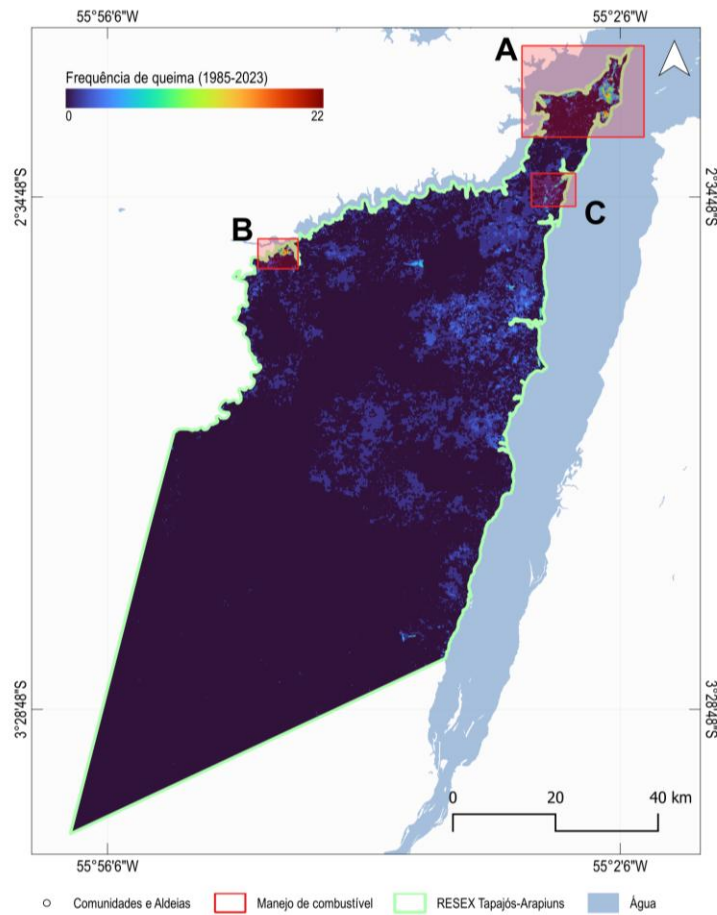 55°56'6"W 55°2'6"W
A
Frequência de queima (1985-2023)
0 22
2°34'48"S 2°34'48"S
C
B
3°28'48"S 3°28'48"S
0 20 40 km
55°56'6"W 55°2'6"W
Comunidades e Aldeias Manejo de combustível RESEX Tapajós-Arapiuns Água